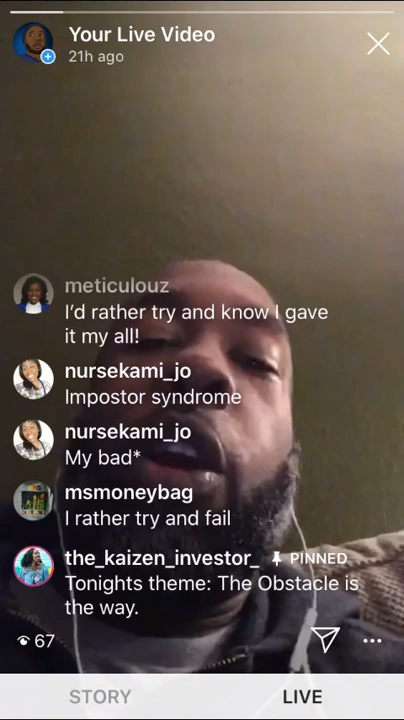 Your Live Video
21h ago
meticulouz
I’d rather try and know I gave
it my all!
nursekami_jo
Impostor syndrome
nursekami_jo
My bad*
msmoneybag
I rather try and fail
the_kaizen_investor_ PINNED
Tonights theme: The Obstacle is
the way.
67
STORY LIVE